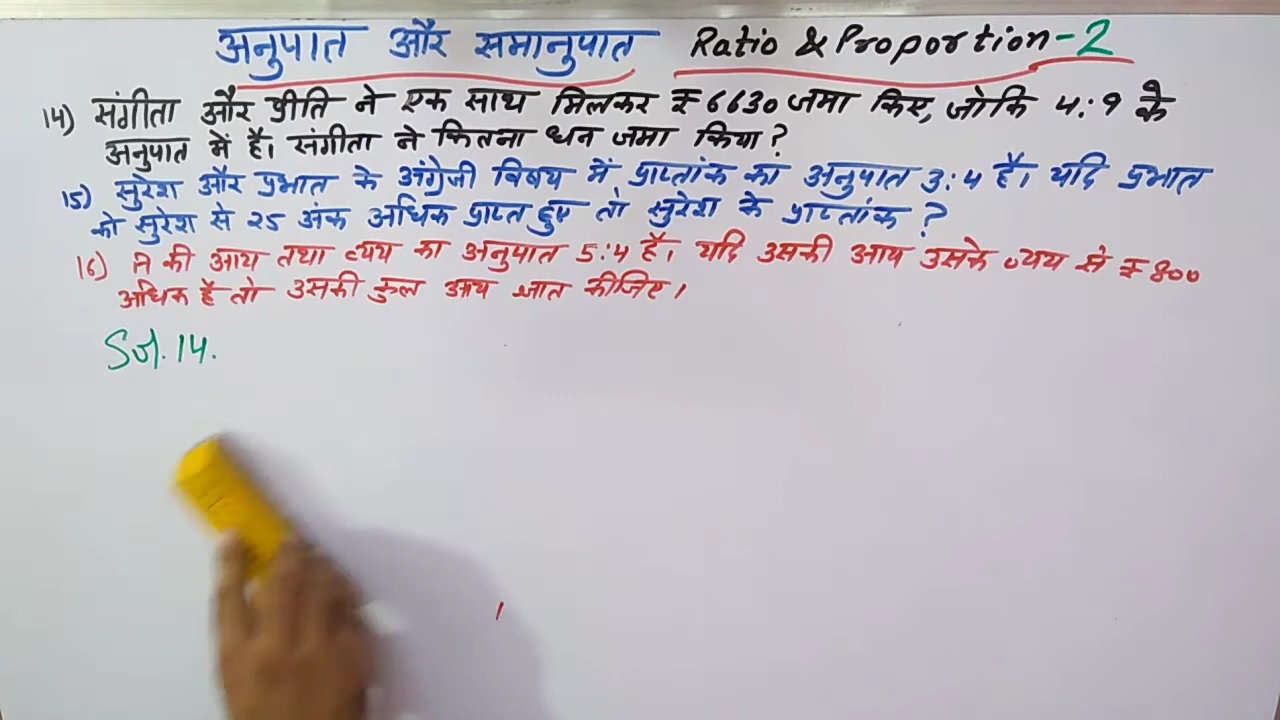 अनुपात और समानुपात Ratio & Proportion-2
14) संगीता और प्रीति ने एक साथ मिलकर ₹6630 जमा किए, जोकि 4:9 के
अनुपात में है। संगीता ने कितना धन जमा किया?
15) सुरेश और प्रभात के अंग्रेजी विषय में प्राप्तांक का अनुपात 3:4 है। यदि प्रभात
को सुरेश से 25 अंक अधिक प्राप्त हुए तो सुरेश के प्राप्तांक?
16) की आय तथा व्यय का अनुपात 5:4 है। यदि उसकी आय उसके व्यय से ₹800
अधिक है तो उसकी कुल आय ज्ञात कीजिए।
Sol.14.